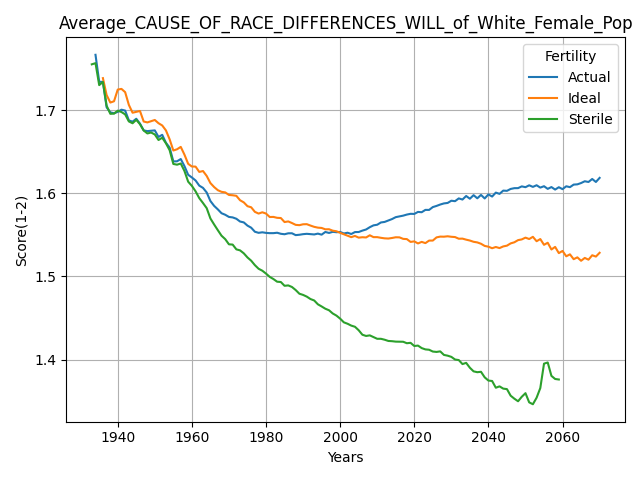 Average_CAUSE_OF_RACE_DIFFERENCES_WILL_of_White_Female_Pop
Fertility
Actual
Ideal
Sterile
Score(1-2)
1.7
1.6
1.5
1.4
1940 1960 1980 2000 2020 2040 2060
Years